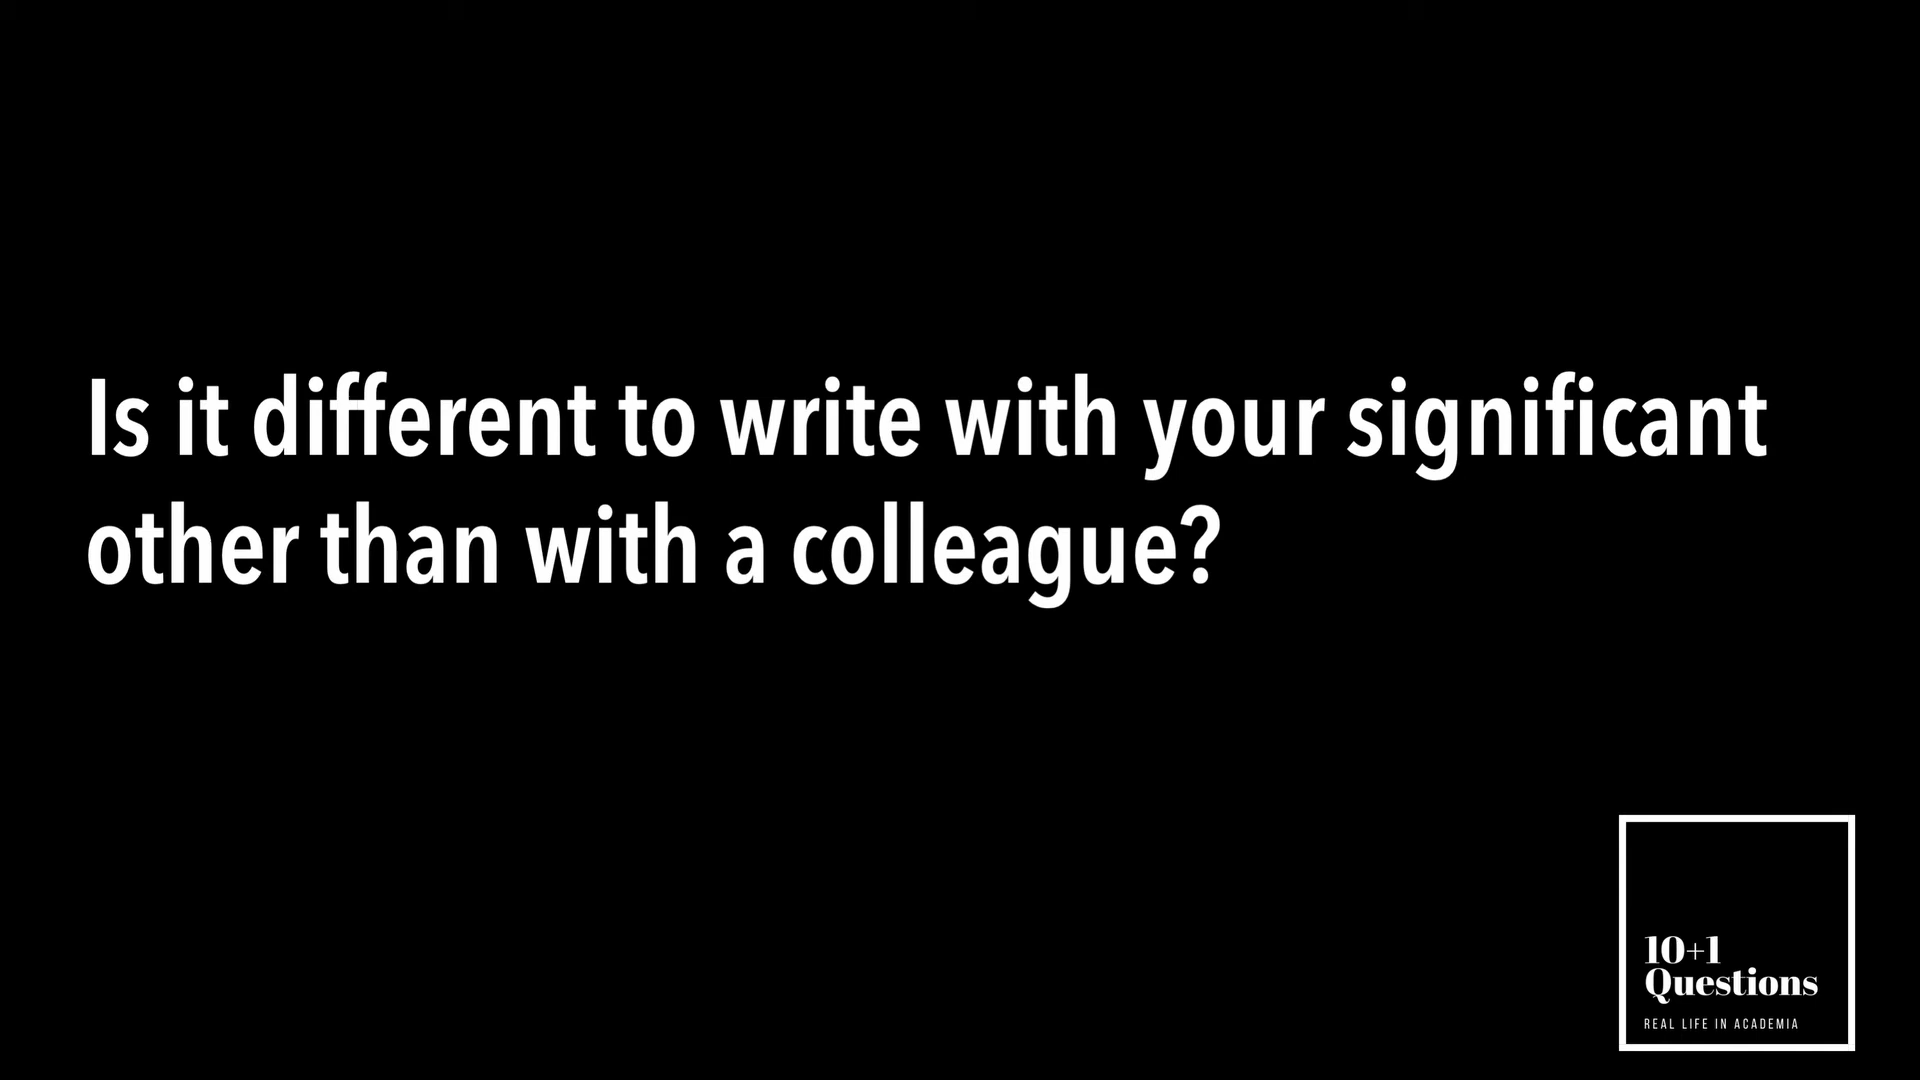 Is it different to write with your significant
other than with a colleague?
10+1
Questions
REAL LIFE IN ACADEMIA